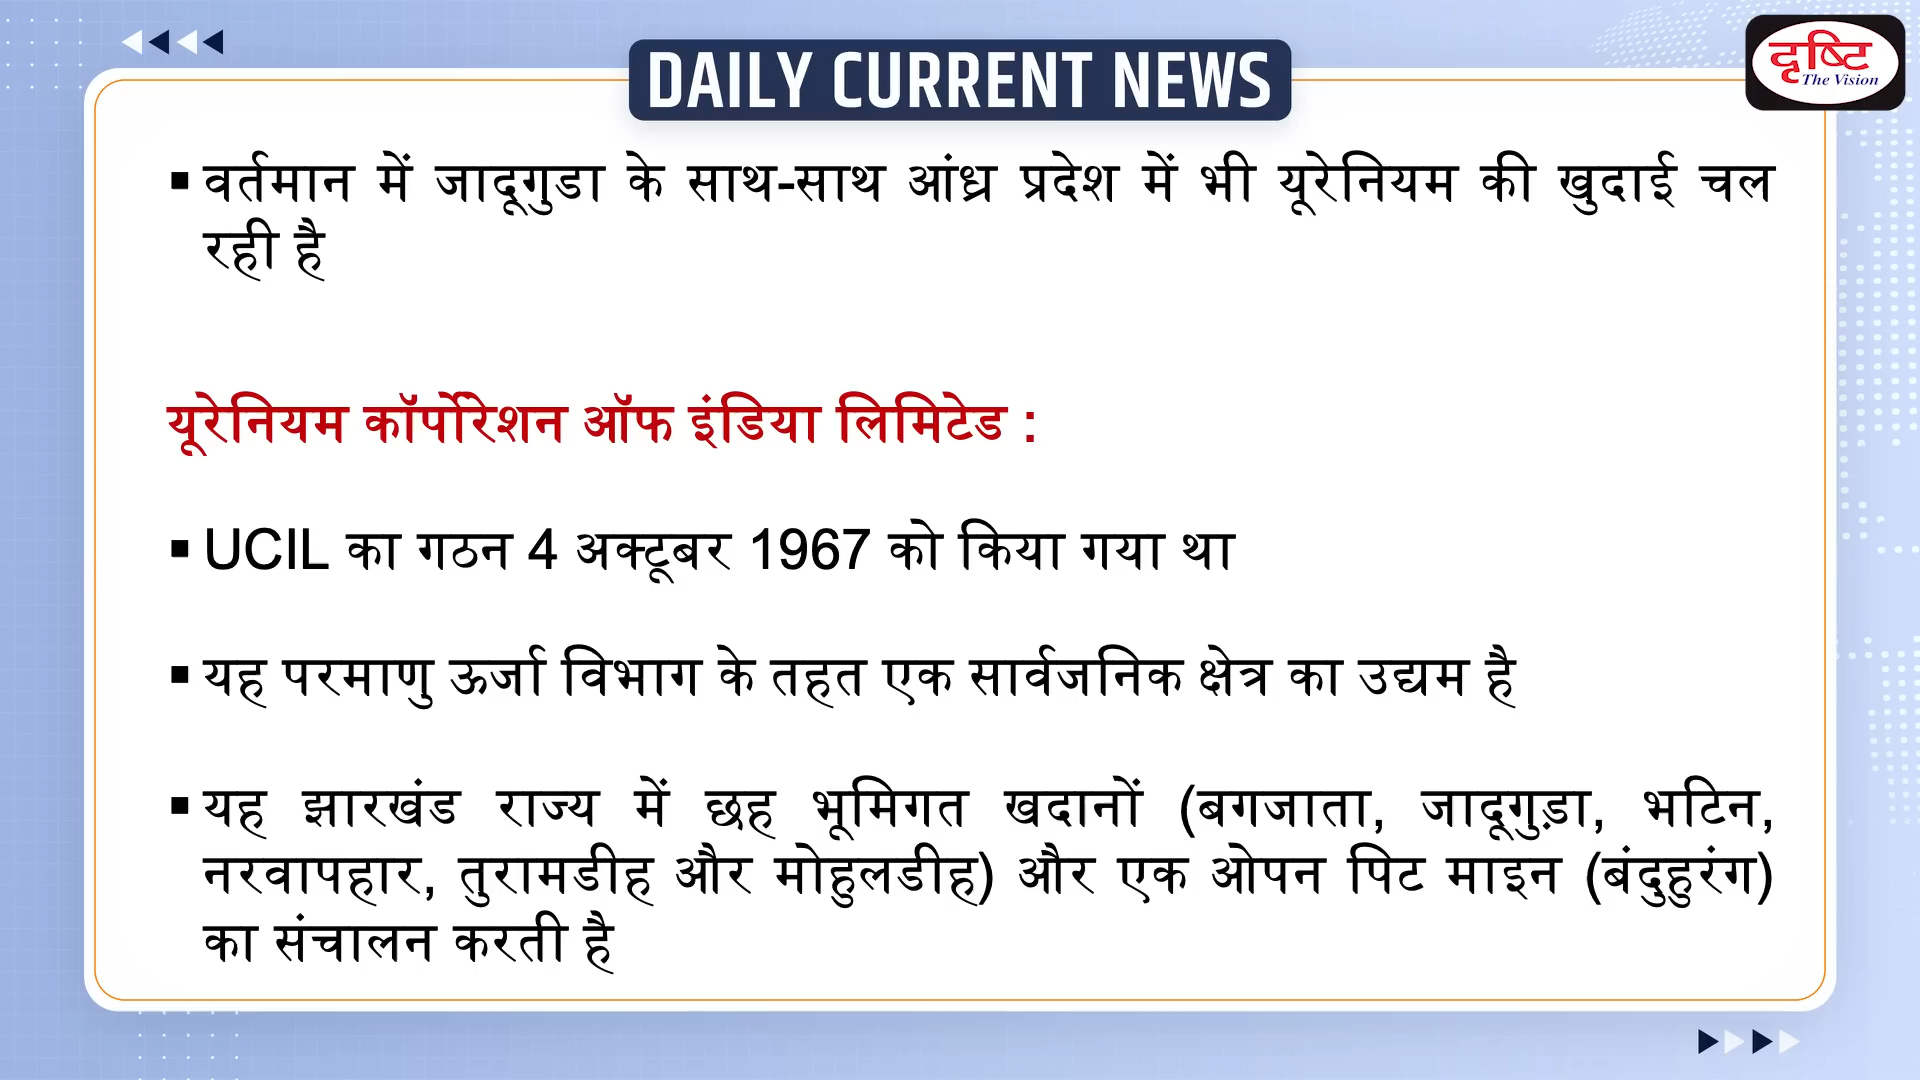 DAILY CURRENT NEWS
दृष्टि
The Vision
▪ वर्तमान में जादूगुडा के साथ-साथ आंध्र प्रदेश में भी यूरेनियम की खुदाई चल
रही है
यूरेनियम कॉर्पोरेशन ऑफ इंडिया लिमिटेड :
▪ UCIL का गठन 4 अक्टूबर 1967 को किया गया था
▪ यह परमाणु ऊर्जा विभाग के तहत एक सार्वजनिक क्षेत्र का उद्यम है
▪ यह झारखंड राज्य में छह भूमिगत खदानों (बगजाता, जादूगुड़ा, भटिन,
नरवापहार, तुरामडीह और मोहुलडीह) और एक ओपन पिट माइन (बंदुहुरंग)
का संचालन करती है